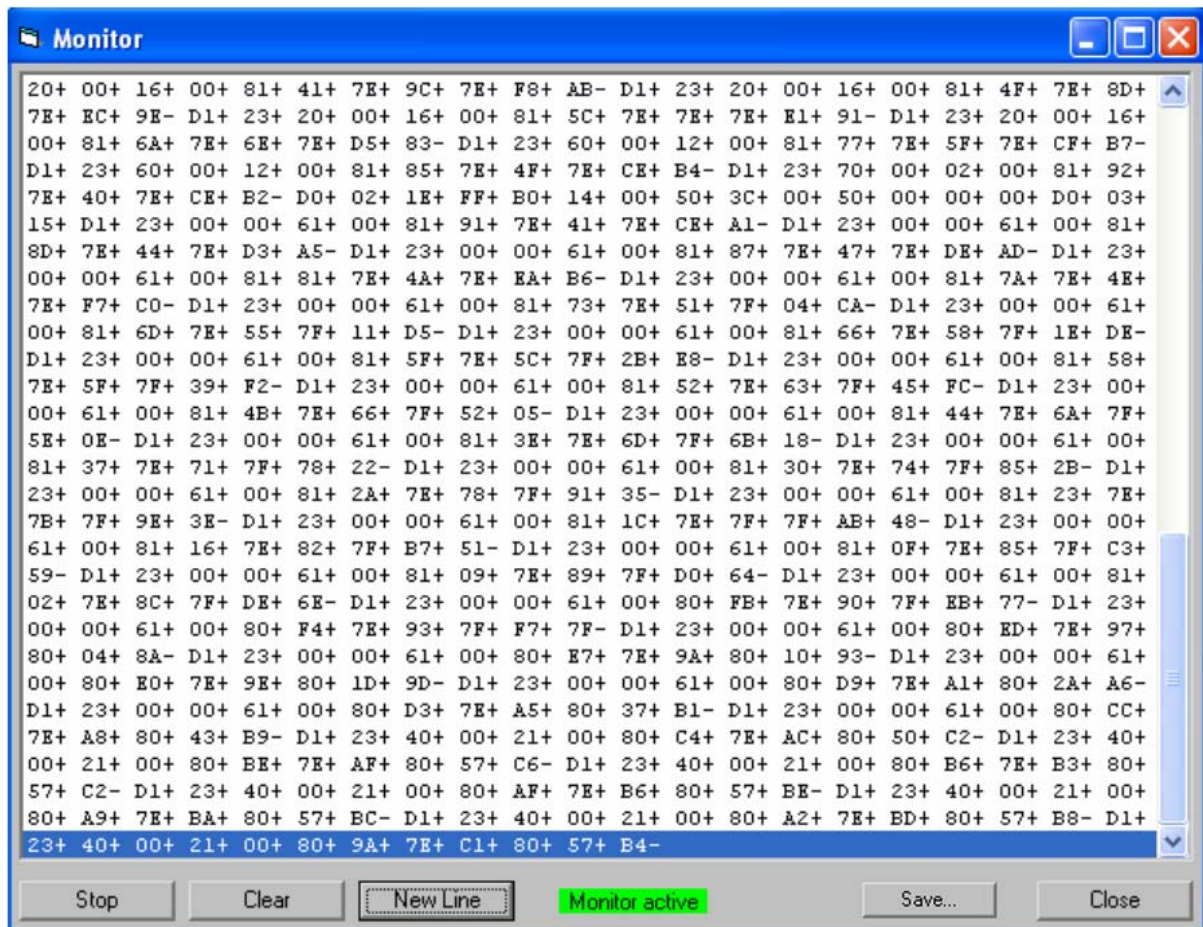 Monitor
20+ 00+ 16+ 00+ 81+ 41+ 7E+ 9C+ 7E+ F8+ AB- D1+ 23+ 20+ 00+ 16+ 00+ 81+ 4F+ 7E+ 8D+
7E+ EC+ 9E- D1+ 23+ 20+ 00+ 16+ 00+ 81+ 5C+ 7E+ 7E+ 7E+ E1+ 91- D1+ 23+ 20+ 00+ 16+
00+ 81+ 6A+ 7E+ 6E+ 7E+ D5+ 83- D1+ 23+ 60+ 00+ 12+ 00+ 81+ 77+ 7E+ 5F+ 7E+ CF+ B7-
D1+ 23+ 60+ 00+ 12+ 00+ 81+ 85+ 7E+ 4F+ 7E+ CE+ B4- D1+ 23+ 70+ 00+ 02+ 00+ 81+ 92+
7E+ 40+ 7E+ CE+ B2- D0+ 02+ 1E+ FF+ B0+ 14+ 00+ 50+ 3C+ 00+ 50+ 00+ 00+ 00+ D0+ 03+
15+ D1+ 23+ 00+ 00+ 61+ 00+ 81+ 91+ 7E+ 41+ 7E+ CE+ A1- D1+ 23+ 00+ 00+ 61+ 00+ 81+
8D+ 7E+ 44+ 7E+ D3+ A5- D1+ 23+ 00+ 00+ 61+ 00+ 81+ 87+ 7E+ 47+ 7E+ DE+ AD- D1+ 23+
00+ 00+ 61+ 00+ 81+ 81+ 7E+ 4A+ 7E+ EA+ B6- D1+ 23+ 00+ 00+ 61+ 00+ 81+ 7A+ 7E+ 4E+
7E+ F7+ C0- D1+ 23+ 00+ 00+ 61+ 00+ 81+ 73+ 7E+ 51+ 7F+ 04+ CA- D1+ 23+ 00+ 00+ 61+
00+ 81+ 6D+ 7E+ 55+ 7F+ 11+ D5- D1+ 23+ 00+ 00+ 61+ 00+ 81+ 66+ 7E+ 58+ 7F+ 1E+ DE-
D1+ 23+ 00+ 00+ 61+ 00+ 81+ 5F+ 7E+ 5C+ 7F+ 2B+ E8- D1+ 23+ 00+ 00+ 61+ 00+ 81+ 58+
7E+ 5F+ 7F+ 39+ F2- D1+ 23+ 00+ 00+ 61+ 00+ 81+ 52+ 7E+ 63+ 7F+ 45+ FC- D1+ 23+ 00+
00+ 61+ 00+ 81+ 4B+ 7E+ 66+ 7F+ 52+ 05- D1+ 23+ 00+ 00+ 61+ 00+ 81+ 44+ 7E+ 6A+ 7F+
5E+ 0E- D1+ 23+ 00+ 00+ 61+ 00+ 81+ 3E+ 7E+ 6D+ 7F+ 6B+ 18- D1+ 23+ 00+ 00+ 61+ 00+
81+ 37+ 7E+ 71+ 7F+ 78+ 22- D1+ 23+ 00+ 00+ 61+ 00+ 81+ 30+ 7E+ 74+ 7F+ 85+ 2B- D1+
23+ 00+ 00+ 61+ 00+ 81+ 2A+ 7E+ 78+ 7F+ 91+ 35- D1+ 23+ 00+ 00+ 61+ 00+ 81+ 23+ 7E+
7B+ 7F+ 9E+ 3E- D1+ 23+ 00+ 00+ 61+ 00+ 81+ 1C+ 7E+ 7F+ 7F+ AB+ 48- D1+ 23+ 00+ 00+
61+ 00+ 81+ 16+ 7E+ 82+ 7F+ B7+ 51- D1+ 23+ 00+ 00+ 61+ 00+ 81+ 0F+ 7E+ 85+ 7F+ C3+
59- D1+ 23+ 00+ 00+ 61+ 00+ 81+ 09+ 7E+ 89+ 7F+ D0+ 64- D1+ 23+ 00+ 00+ 61+ 00+ 81+
02+ 7E+ 8C+ 7F+ DE+ 6E- D1+ 23+ 00+ 00+ 61+ 00+ 80+ FB+ 7E+ 90+ 7F+ EB+ 77- D1+ 23+
00+ 00+ 61+ 00+ 80+ F4+ 7E+ 93+ 7F+ F7+ 7F- D1+ 23+ 00+ 00+ 61+ 00+ 80+ ED+ 7E+ 97+
80+ 04+ 8A- D1+ 23+ 00+ 00+ 61+ 00+ 80+ E7+ 7E+ 9A+ 80+ 10+ 93- D1+ 23+ 00+ 00+ 61+
00+ 80+ E0+ 7E+ 9E+ 80+ 1D+ 9D- D1+ 23+ 00+ 00+ 61+ 00+ 80+ D9+ 7E+ A1+ 80+ 2A+ A6-
D1+ 23+ 00+ 00+ 61+ 00+ 80+ D3+ 7E+ A5+ 80+ 37+ B1- D1+ 23+ 00+ 00+ 61+ 00+ 80+ CC+
7E+ A8+ 80+ 43+ B9- D1+ 23+ 40+ 00+ 21+ 00+ 80+ C4+ 7E+ AC+ 80+ 50+ C2- D1+ 23+ 40+
00+ 21+ 00+ 80+ BE+ 7E+ AF+ 80+ 57+ C6- D1+ 23+ 40+ 00+ 21+ 00+ 80+ B6+ 7E+ B3+ 80+
57+ C2- D1+ 23+ 40+ 00+ 21+ 00+ 80+ AF+ 7E+ B6+ 80+ 57+ BE- D1+ 23+ 40+ 00+ 21+ 00+
80+ A9+ 7E+ BA+ 80+ 57+ BC- D1+ 23+ 40+ 00+ 21+ 00+ 80+ A2+ 7E+ BD+ 80+ 57+ B8- D1+
23+ 40+ 00+ 21+ 00+ 80+ 9A+ 7E+ C1+ 80+ 57+ B4-
Stop Clear New Line Monitor active Save... Close